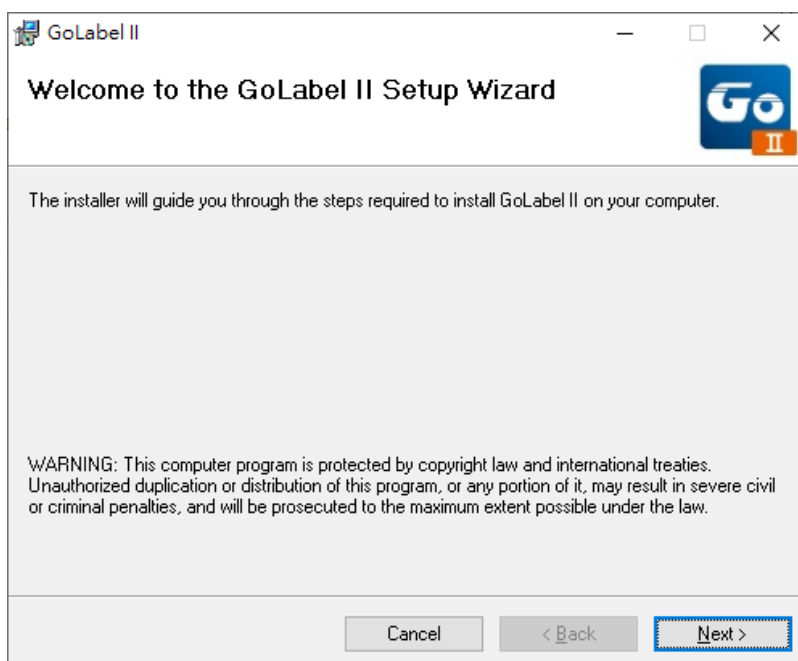 GoLabel II
Welcome to the GoLabel II Setup Wizard
Go
II
The installer will guide you through the steps required to install GoLabel II on your computer.
WARNING: This computer program is protected by copyright law and international treaties.
Unauthorized duplication or distribution of this program, or any portion of it, may result in severe civil
or criminal penalties, and will be prosecuted to the maximum extent possible under the law.
Cancel
< Back
Next >